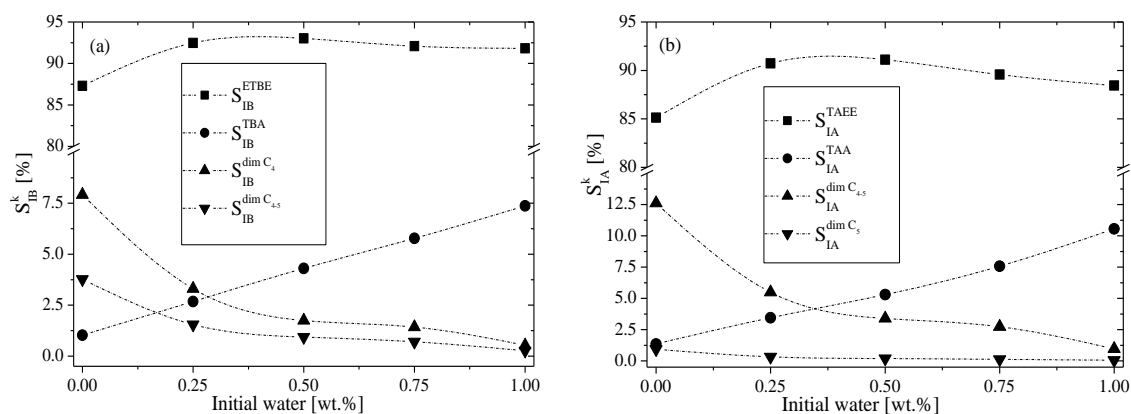 (a)
95
90
85
80
7.5
5.0
2.5
0.0
S_IB^k [%]
S_IB^ETBE
S_IB^TBA
S_IB^dim C4
S_IB^dim C4-5
0.00 0.25 0.50 0.75 1.00
Initial water [wt.%]
(b)
95
90
85
80
12.5
10.0
7.5
5.0
2.5
0.0
S_IA^k [%]
S_IA^TAEE
S_IA^TAA
S_IA^dim C4-5
S_IA^dim C5
0.00 0.25 0.50 0.75 1.00
Initial water [wt.%]